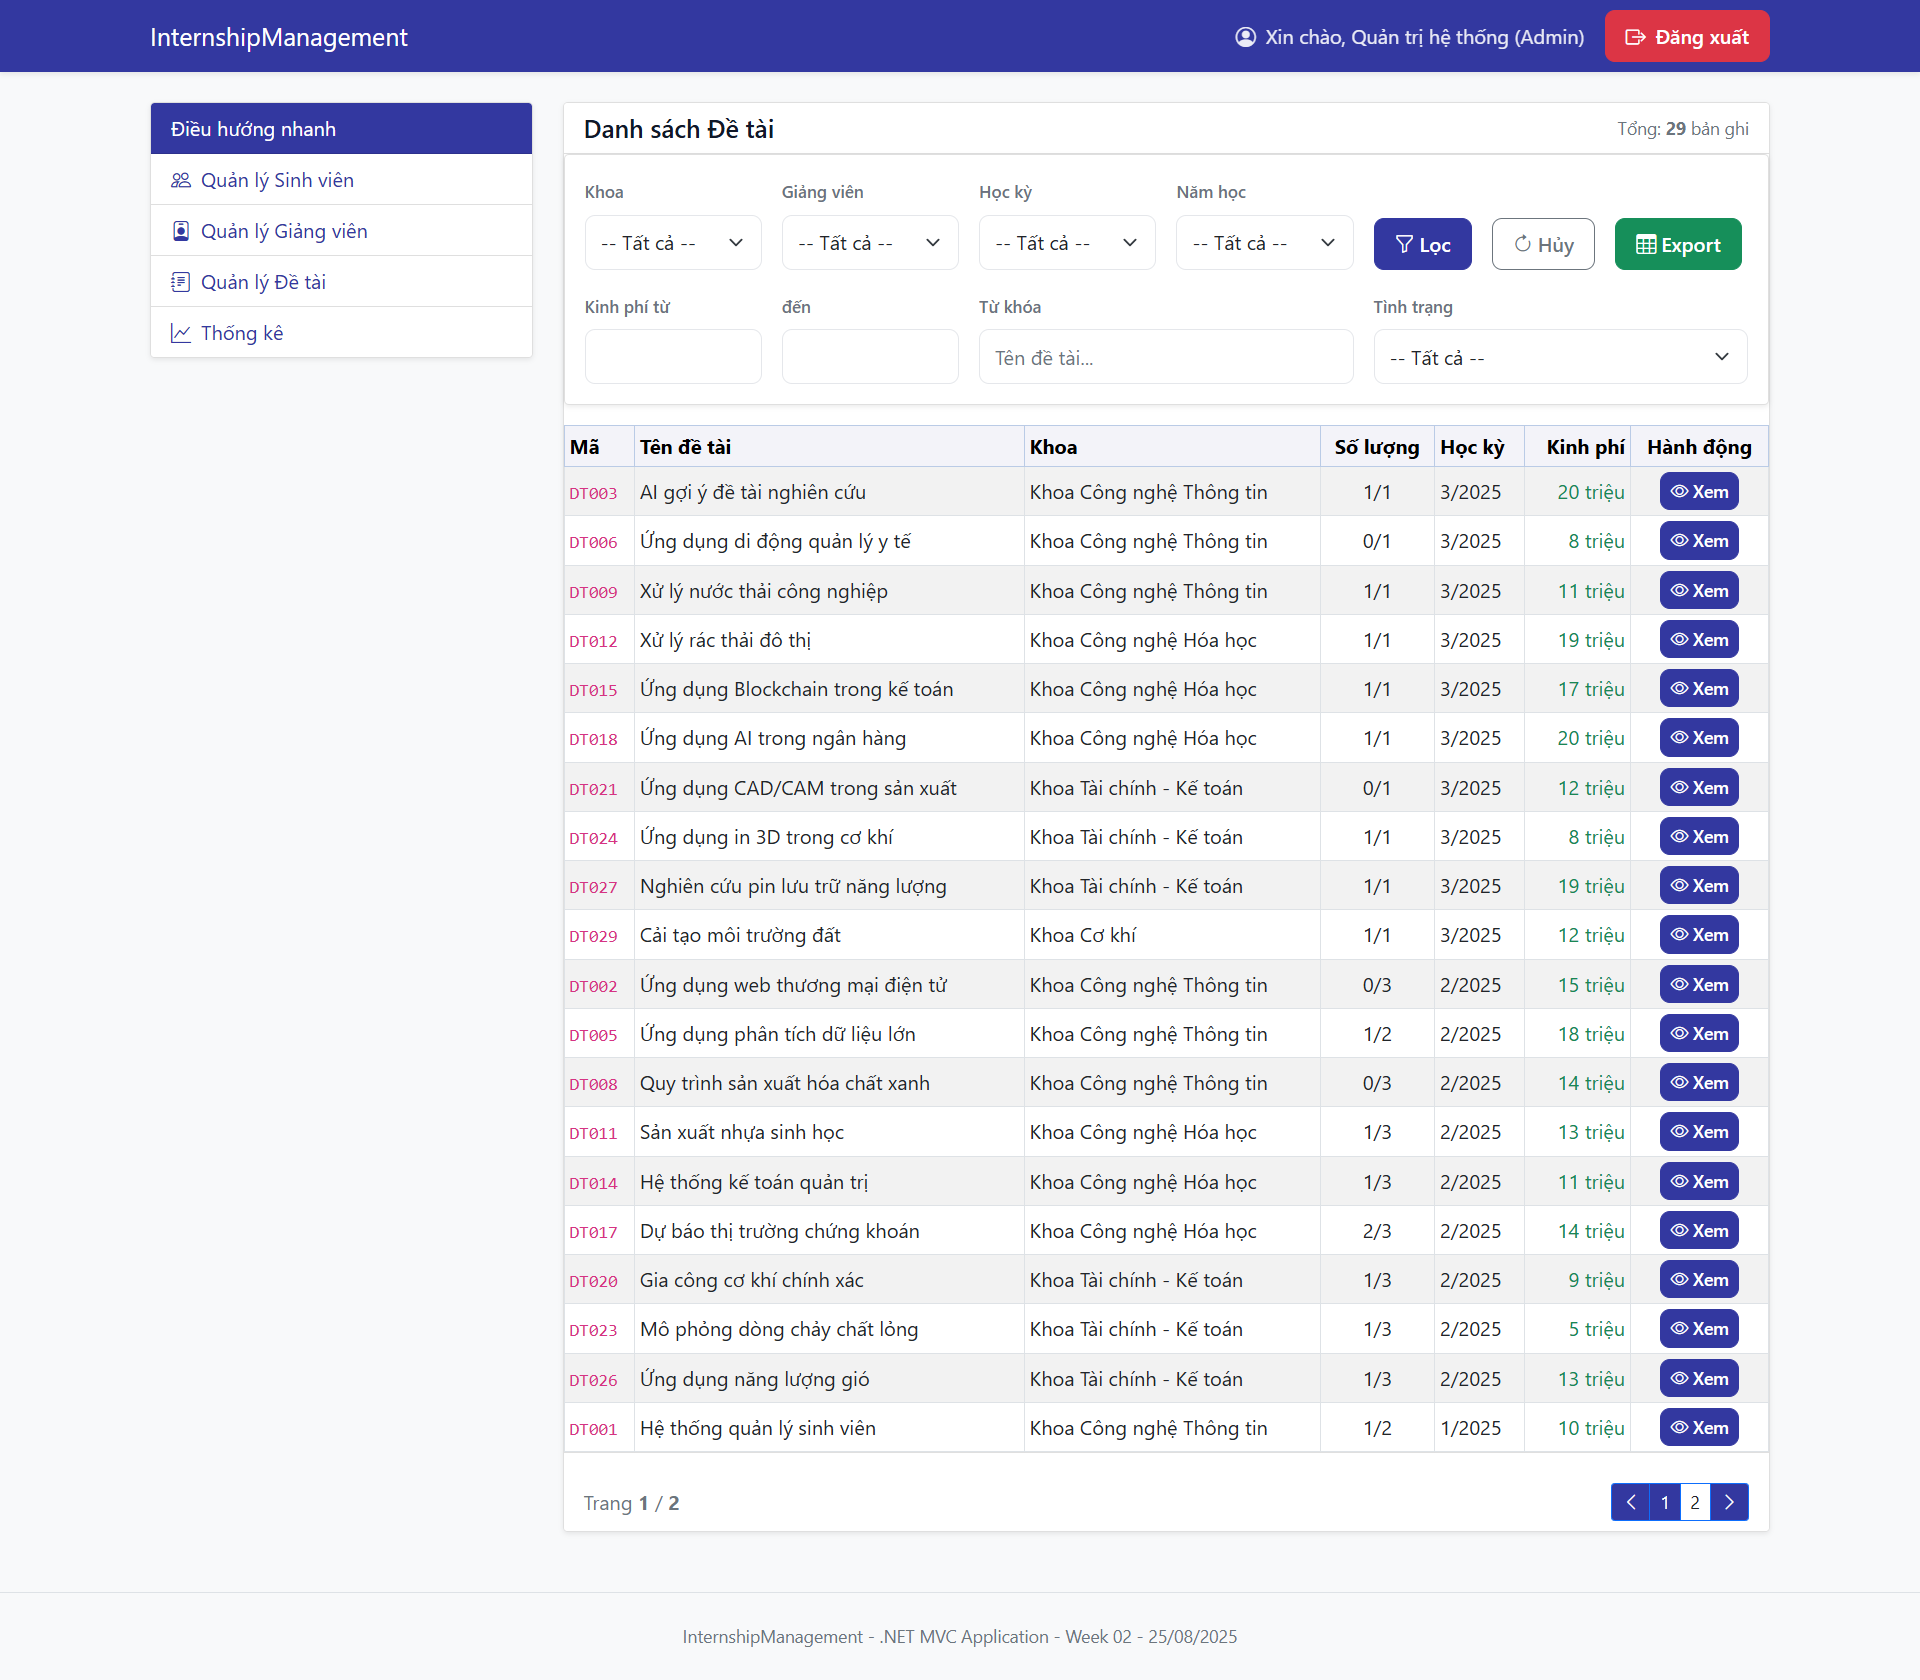 InternshipManagement
Xin chào, Quản trị hệ thống (Admin)
Đăng xuất
Điều hướng nhanh
Quản lý Sinh viên
Quản lý Giảng viên
Quản lý Đề tài
Thống kê
Danh sách Đề tài
Tổng: 29 bản ghi
Khoa Giảng viên Học kỳ Năm học
-- Tất cả -- -- Tất cả -- -- Tất cả -- -- Tất cả -- Lọc Hủy Export
Kinh phí từ đến Từ khóa Tình trạng
Tên đề tài... -- Tất cả --
Mã Tên đề tài Khoa Số lượng Học kỳ Kinh phí Hành động
DT003 AI gợi ý đề tài nghiên cứu Khoa Công nghệ Thông tin 1/1 3/2025 20 triệu Xem
DT006 Ứng dụng di động quản lý y tế Khoa Công nghệ Thông tin 0/1 3/2025 8 triệu Xem
DT009 Xử lý nước thải công nghiệp Khoa Công nghệ Thông tin 1/1 3/2025 11 triệu Xem
DT012 Xử lý rác thải đô thị Khoa Công nghệ Hóa học 1/1 3/2025 19 triệu Xem
DT015 Ứng dụng Blockchain trong kế toán Khoa Công nghệ Hóa học 1/1 3/2025 17 triệu Xem
DT018 Ứng dụng AI trong ngân hàng Khoa Công nghệ Hóa học 1/1 3/2025 20 triệu Xem
DT021 Ứng dụng CAD/CAM trong sản xuất Khoa Tài chính - Kế toán 0/1 3/2025 12 triệu Xem
DT024 Ứng dụng in 3D trong cơ khí Khoa Tài chính - Kế toán 1/1 3/2025 8 triệu Xem
DT027 Nghiên cứu pin lưu trữ năng lượng Khoa Tài chính - Kế toán 1/1 3/2025 19 triệu Xem
DT029 Cải tạo môi trường đất Khoa Cơ khí 1/1 3/2025 12 triệu Xem
DT002 Ứng dụng web thương mại điện tử Khoa Công nghệ Thông tin 0/3 2/2025 15 triệu Xem
DT005 Ứng dụng phân tích dữ liệu lớn Khoa Công nghệ Thông tin 1/2 2/2025 18 triệu Xem
DT008 Quy trình sản xuất hóa chất xanh Khoa Công nghệ Thông tin 0/3 2/2025 14 triệu Xem
DT011 Sản xuất nhựa sinh học Khoa Công nghệ Hóa học 1/3 2/2025 13 triệu Xem
DT014 Hệ thống kế toán quản trị Khoa Công nghệ Hóa học 1/3 2/2025 11 triệu Xem
DT017 Dự báo thị trường chứng khoán Khoa Công nghệ Hóa học 2/3 2/2025 14 triệu Xem
DT020 Gia công cơ khí chính xác Khoa Tài chính - Kế toán 1/3 2/2025 9 triệu Xem
DT023 Mô phỏng dòng chảy chất lỏng Khoa Tài chính - Kế toán 1/3 2/2025 5 triệu Xem
DT026 Ứng dụng năng lượng gió Khoa Tài chính - Kế toán 1/3 2/2025 13 triệu Xem
DT001 Hệ thống quản lý sinh viên Khoa Công nghệ Thông tin 1/2 1/2025 10 triệu Xem
Trang 1 / 2
1 2
InternshipManagement - .NET MVC Application - Week 02 - 25/08/2025